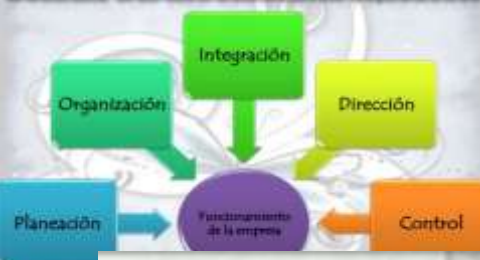 Integración
Organización
Dirección
Planeación
Funcionamiento
de la empresa
Control